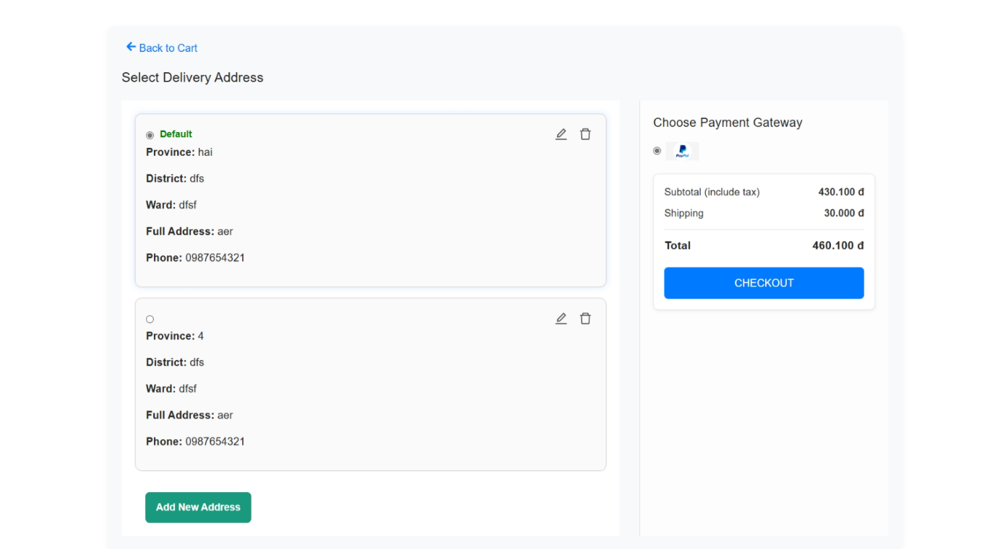 Back to Cart
Select Delivery Address
Default
Province: hai
District: dfs
Ward: dfsf
Full Address: aer
Phone: 0987654321
Province: 4
District: dfs
Ward: dfsf
Full Address: aer
Phone: 0987654321
Add New Address
Choose Payment Gateway
PayPal
Subtotal (include tax) 430.100 đ
Shipping 30.000 đ
Total 460.100 đ
CHECKOUT